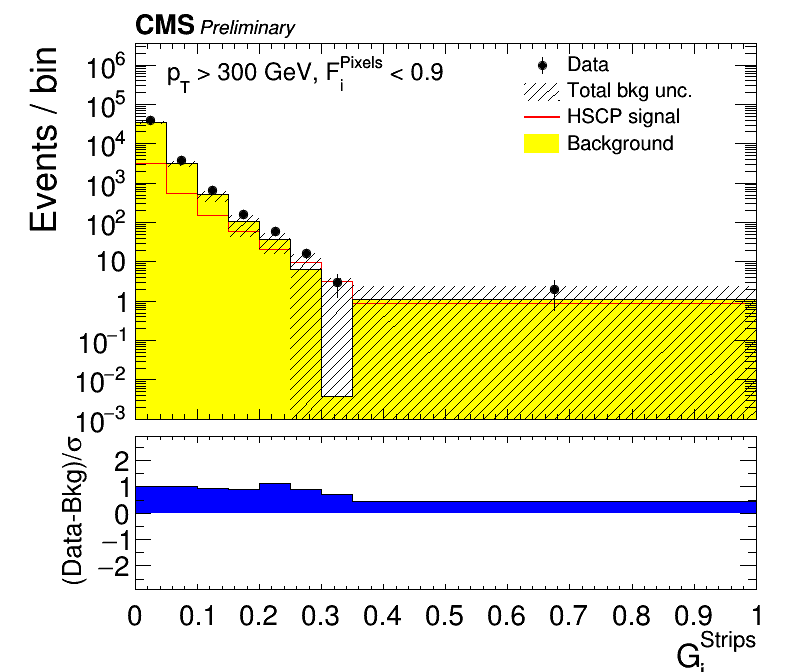 CMS Preliminary
p_T > 300 GeV, F_i^Pixels < 0.9
Data
Total bkg unc.
HSCP signal
Background
Events / bin
10^6
10^5
10^4
10^3
10^2
10
1
10^−1
10^−2
10^−3
(Data-Bkg)/σ
2
1
0
−1
−2
0 0.1 0.2 0.3 0.4 0.5 0.6 0.7 0.8 0.9 1
G_i^Strips